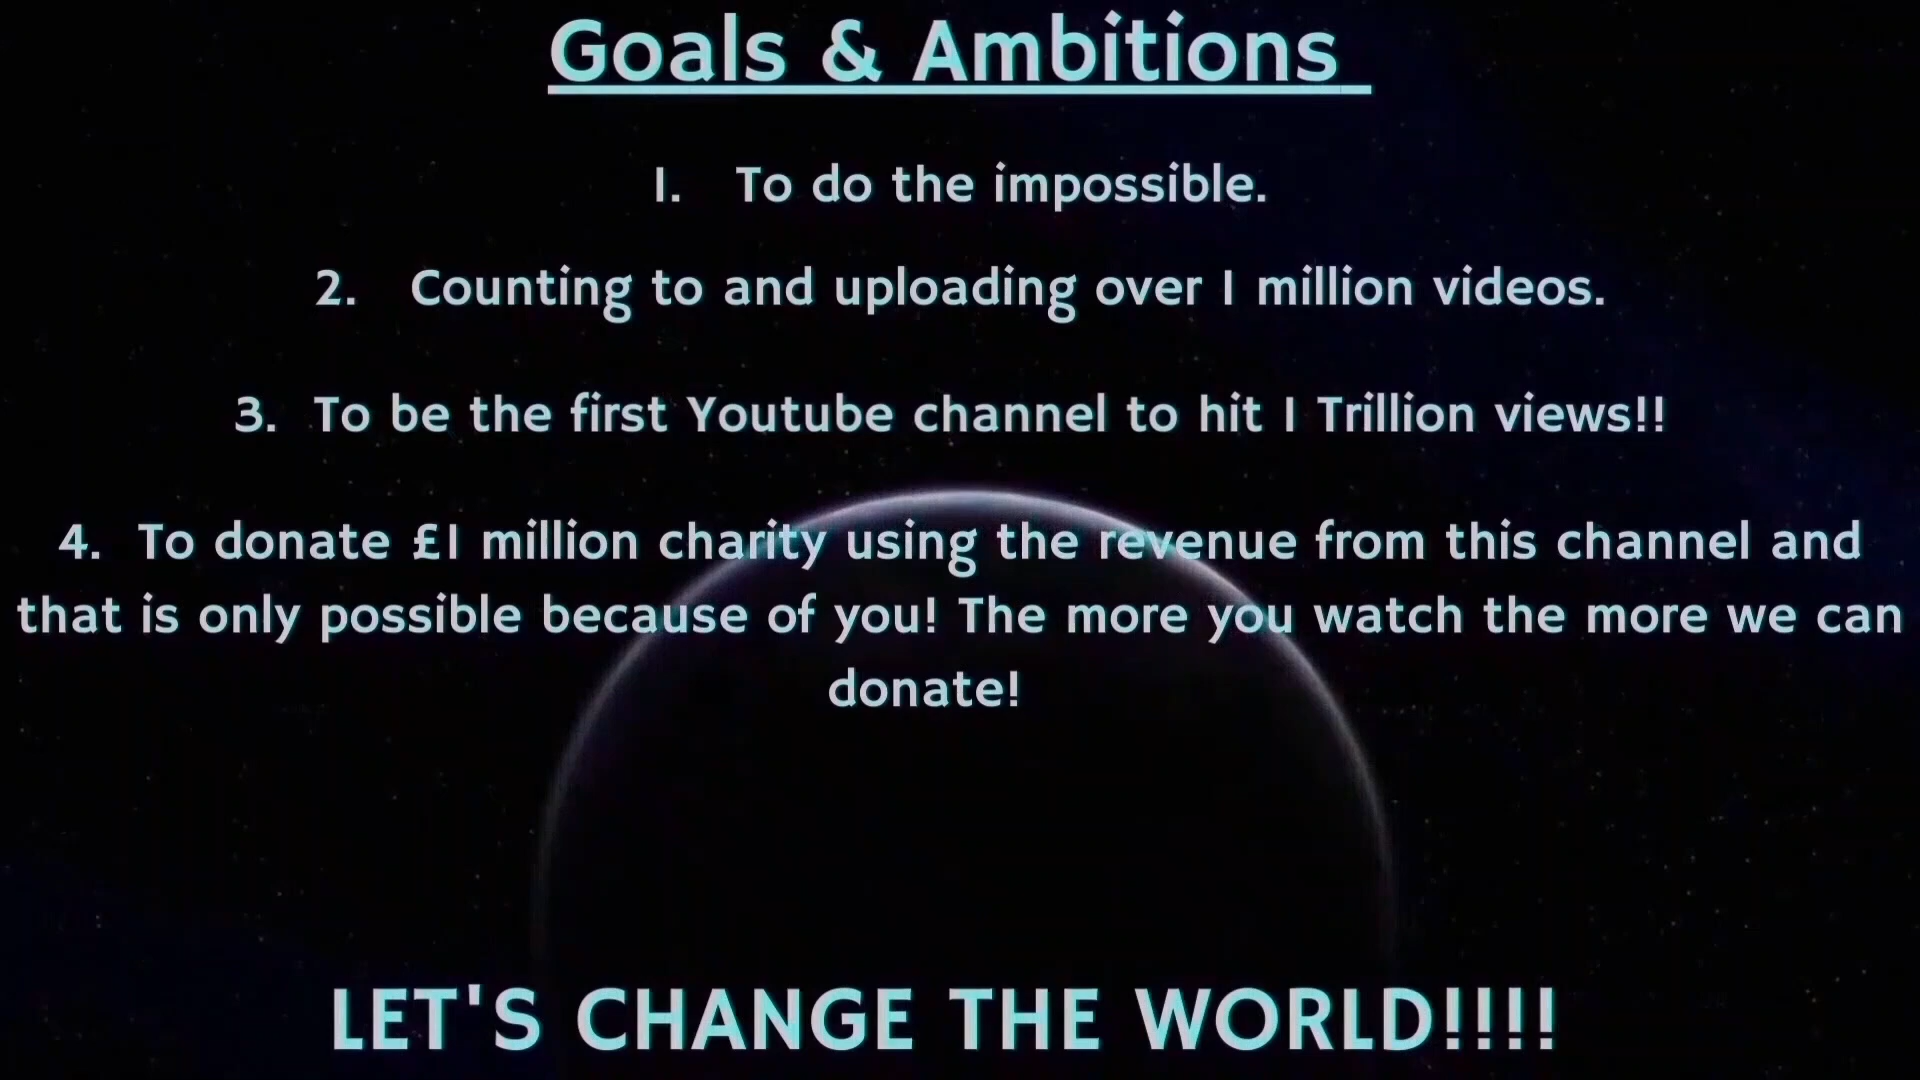 Goals & Ambitions
1. To do the impossible.
2. Counting to and uploading over 1 million videos.
3. To be the first Youtube channel to hit 1 Trillion views!!
4. To donate £1 million charity using the revenue from this channel and
that is only possible because of you! The more you watch the more we can
donate!
LET'S CHANGE THE WORLD!!!!